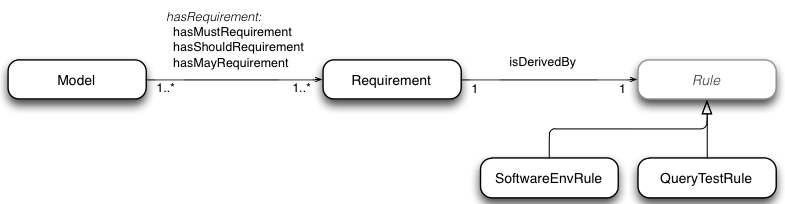 hasRequirement:
hasMustRequirement
hasShouldRequirement
hasMayRequirement
Model
1..*
1..*
Requirement
isDerivedBy
1
1
Rule
SoftwareEnvRule
QueryTestRule